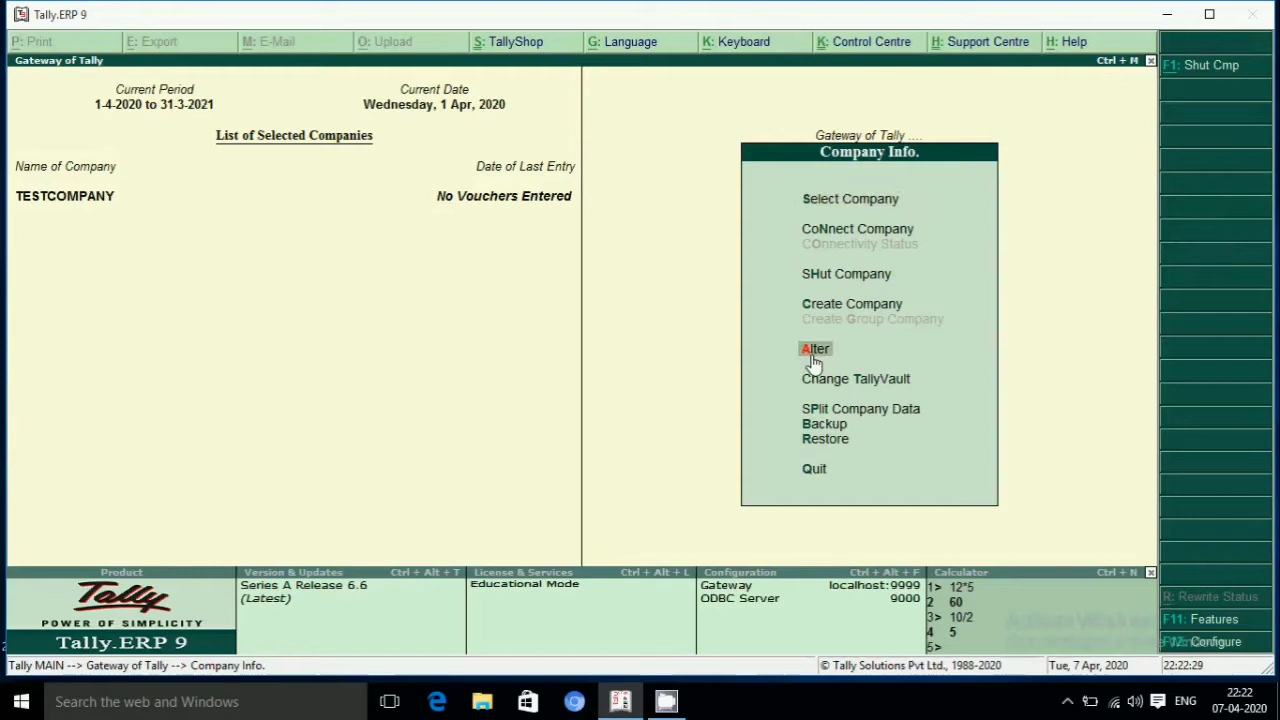 Tally.ERP 9
P: Print E: Export M: E-Mail O: Upload S: TallyShop G: Language K: Keyboard K: Control Centre H: Support Centre H: Help
Gateway of Tally Ctrl + M
F1: Shut Cmp
Current Period Current Date
1-4-2020 to 31-3-2021 Wednesday, 1 Apr, 2020
List of Selected Companies
Name of Company Date of Last Entry
TESTCOMPANY No Vouchers Entered
Gateway of Tally ....
Company Info.
Select Company
CoNnect Company
COnnectivity Status
SHut Company
Create Company
Create Group Company
Alter
Change TallyVault
SPlit Company Data
Backup
Restore
Quit
Product Version & Updates Ctrl + Alt + T License & Services Ctrl + Alt + L Configuration Ctrl + Alt + F Calculator Ctrl + N
Tally
POWER OF SIMPLICITY
Tally.ERP 9
Series A Release 6.6
(Latest)
Educational Mode
Gateway localhost:9999
ODBC Server 9000
1> 12*5
2 60
3> 10/2
4 5
5>
R: Rewrite Status
F11: Features
F12: Configure
Tally MAIN --> Gateway of Tally --> Company Info. © Tally Solutions Pvt Ltd., 1988-2020 Tue, 7 Apr, 2020 22:22:29
Search the web and Windows
ENG
22:22
07-04-2020